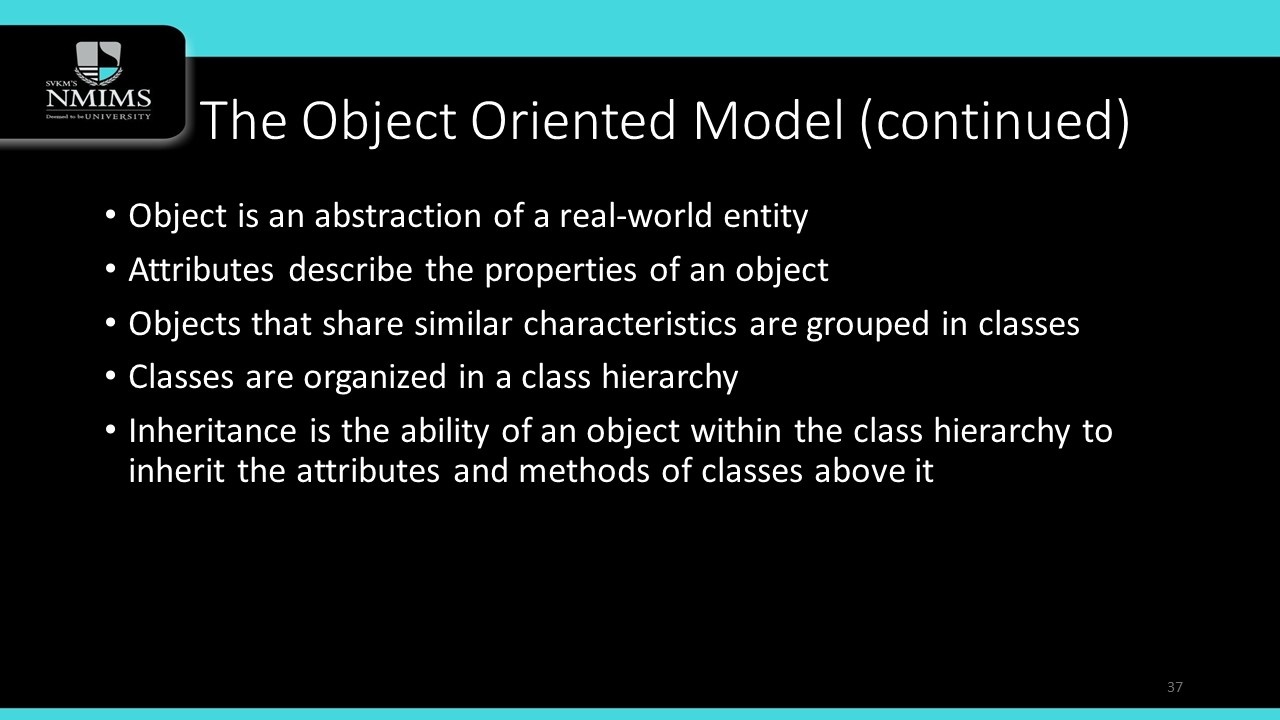 SVKM'S
NMIMS
Deemed to be UNIVERSITY
The Object Oriented Model (continued)
• Object is an abstraction of a real-world entity
• Attributes describe the properties of an object
• Objects that share similar characteristics are grouped in classes
• Classes are organized in a class hierarchy
• Inheritance is the ability of an object within the class hierarchy to
inherit the attributes and methods of classes above it
37